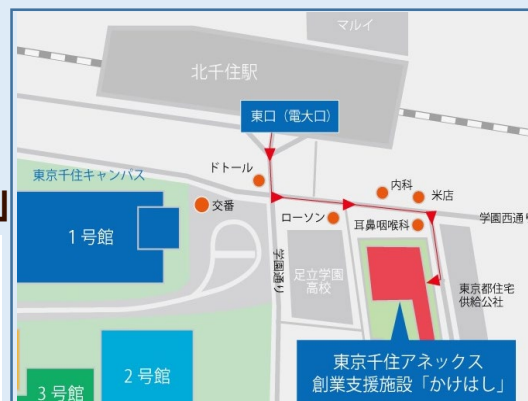 マルイ
北千住駅
東口（電大口）
ドトール
東京千住キャンパス
内科
米店
交番
1号館
ローソン
耳鼻咽喉科
学園西通り
学園通り
足立学園
高校
東京都住宅
供給公社
2号館
3号館
東京千住アネックス
創業支援施設「かけはし」